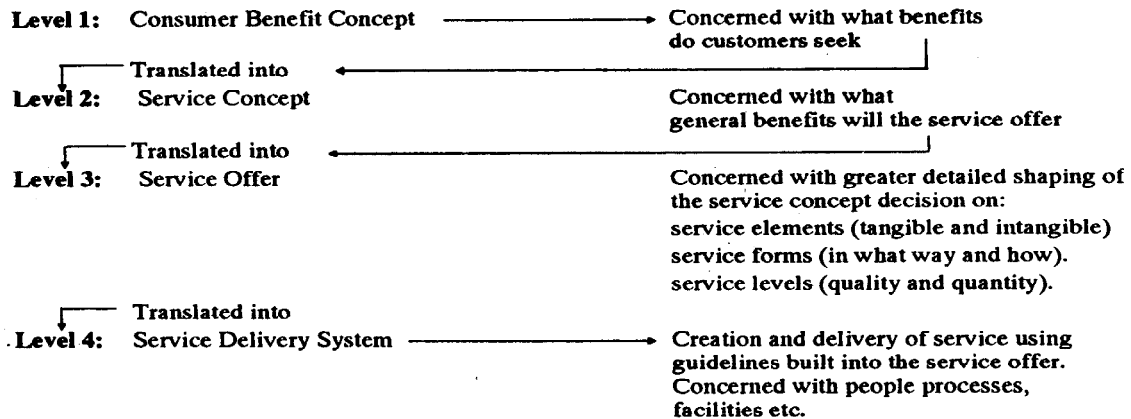 Level 1: Consumer Benefit Concept
Concerned with what benefits
do customers seek
Translated into
Level 2: Service Concept
Concerned with what
general benefits will the service offer
Translated into
Level 3: Service Offer
Concerned with greater detailed shaping of
the service concept decision on:
service elements (tangible and intangible)
service forms (in what way and how).
service levels (quality and quantity).
Translated into
Level 4: Service Delivery System
Creation and delivery of service using
guidelines built into the service offer.
Concerned with people processes,
facilities etc.